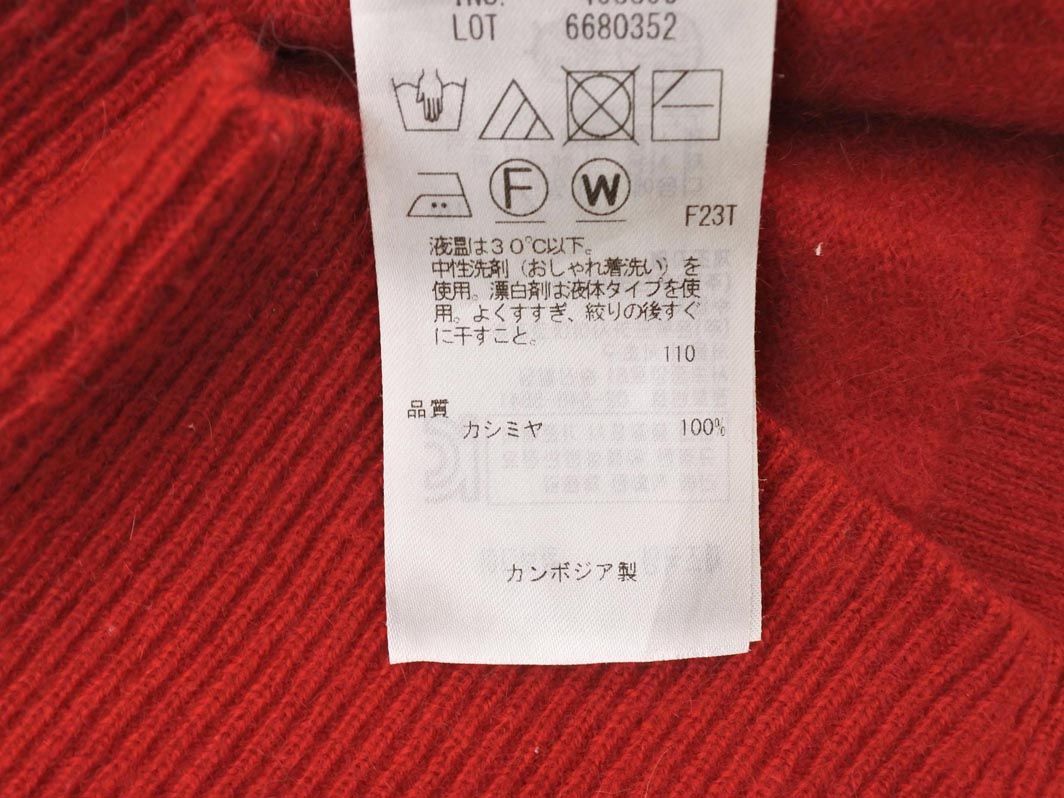 LOT 6680352
F
W
F23T
液温は30℃以下。
中性洗剤（おしゃれ着洗い）を
使用。漂白剤は液体タイプを使
用。よくすすぎ、絞りの後すぐ
に干すこと。
110
品質
カシミヤ 100%
カンボジア製